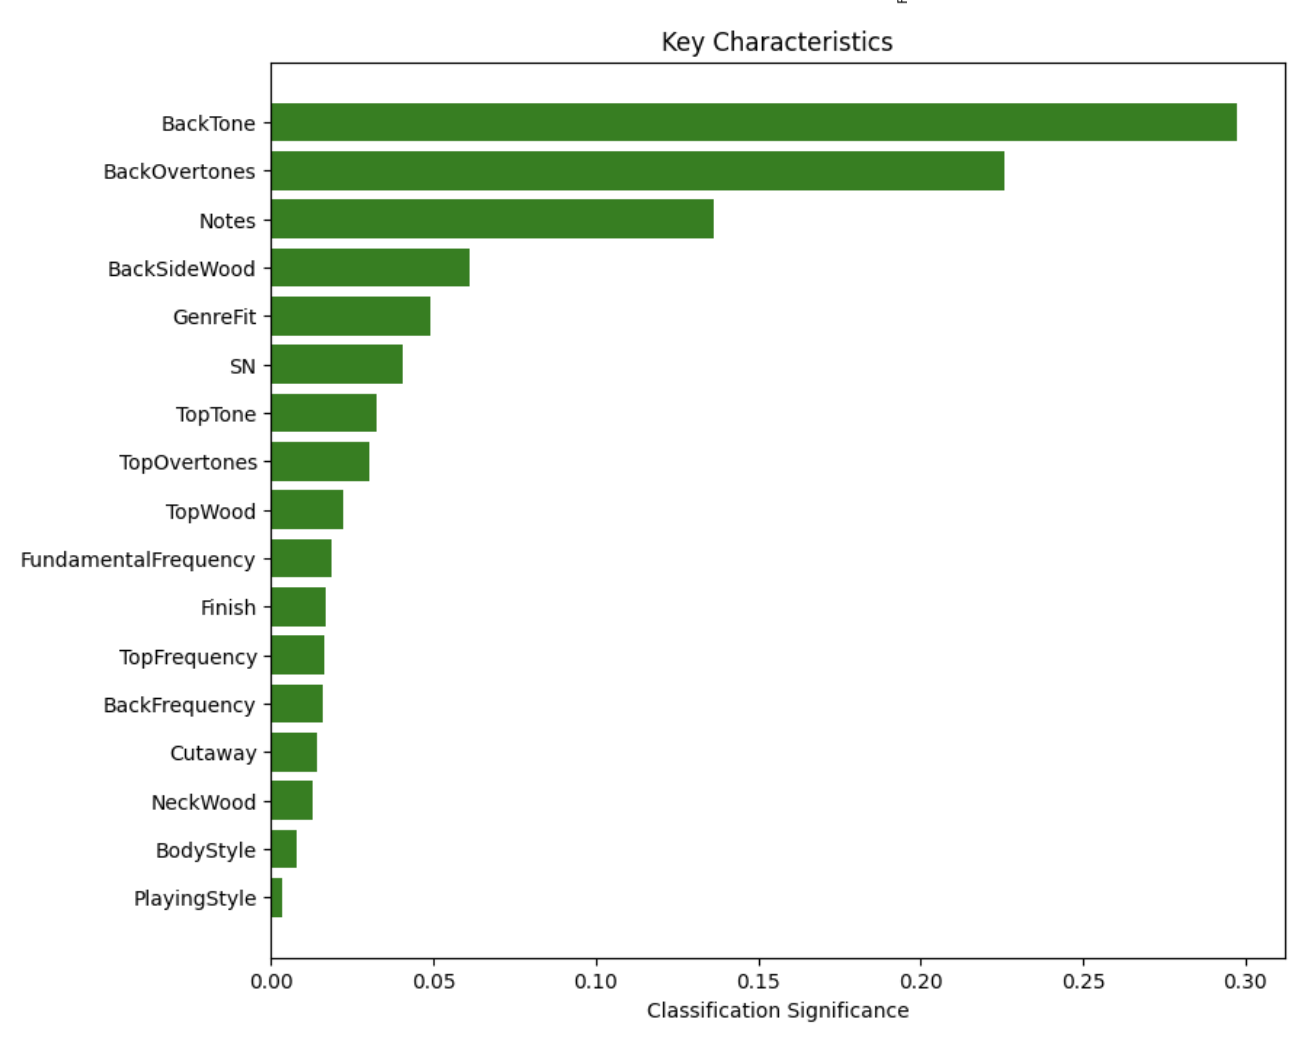 Key Characteristics
BackTone
BackOvertones
Notes
BackSideWood
GenreFit
SN
TopTone
TopOvertones
TopWood
FundamentalFrequency
Finish
TopFrequency
BackFrequency
Cutaway
NeckWood
BodyStyle
PlayingStyle
0.00 0.05 0.10 0.15 0.20 0.25 0.30
Classification Significance